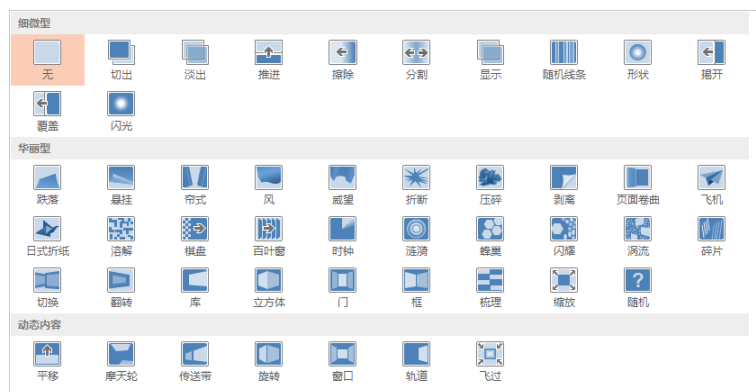 细微型
无 切出 淡出 推进 擦除 分割 显示 随机线条 形状 揭开
覆盖 闪光
华丽型
跌落 悬挂 帘式 风 威望 折断 压碎 剥离 页面卷曲 飞机
日式折纸 溶解 棋盘 百叶窗 时钟 涟漪 蜂巢 闪耀 涡流 碎片
切换 翻转 库 立方体 门 框 梳理 缩放 随机
?
动态内容
平移 摩天轮 传送带 旋转 窗口 轨道 飞过